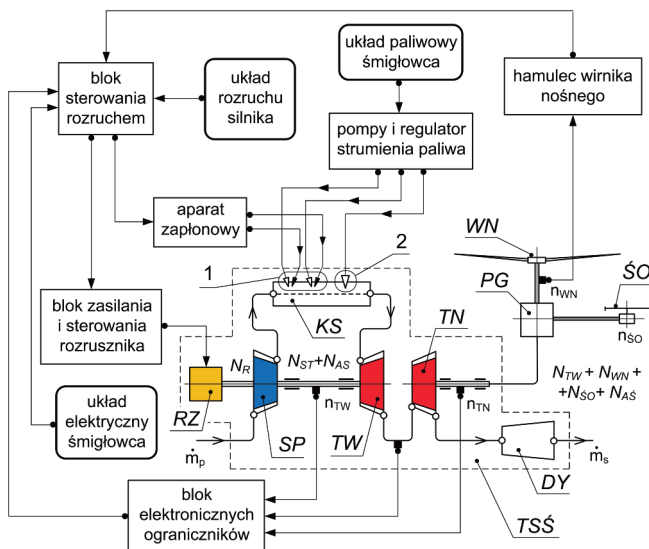 blok
sterowania
rozruchem
układ
rozruchu
silnika
układ paliwowy
śmigłowca
hamulec wirnika
nośnego
pompy i regulator
strumienia paliwa
aparat
zapłonowy
1
2
WN
PG
ŚO
n_WN
n_ŚO
blok zasilania
i sterowania
rozrusznika
KS
TN
N_R
N_ST+N_AS
N_TW + N_WN +
+N_ŚO+ N_AŚ
n_TW
n_TN
układ
elektryczny
śmigłowca
RZ
SP
TW
DY
ṁ_p
ṁ_s
TSŚ
blok
elektronicznych
ograniczników